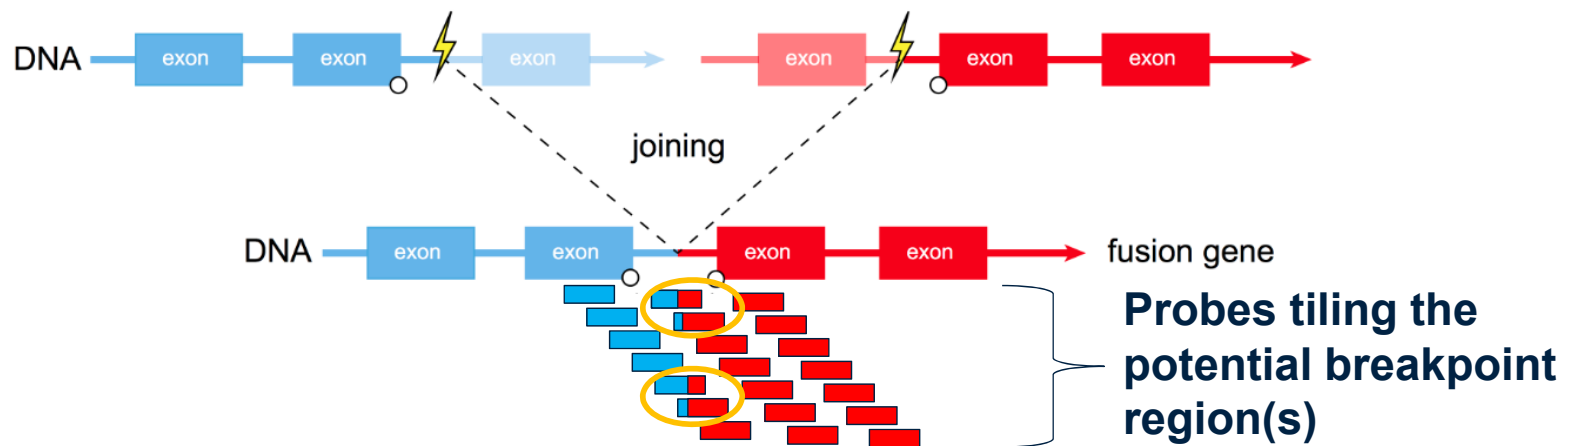 DNA exon exon exon exon exon exon
joining
DNA exon exon exon exon fusion gene
Probes tiling the
potential breakpoint
region(s)